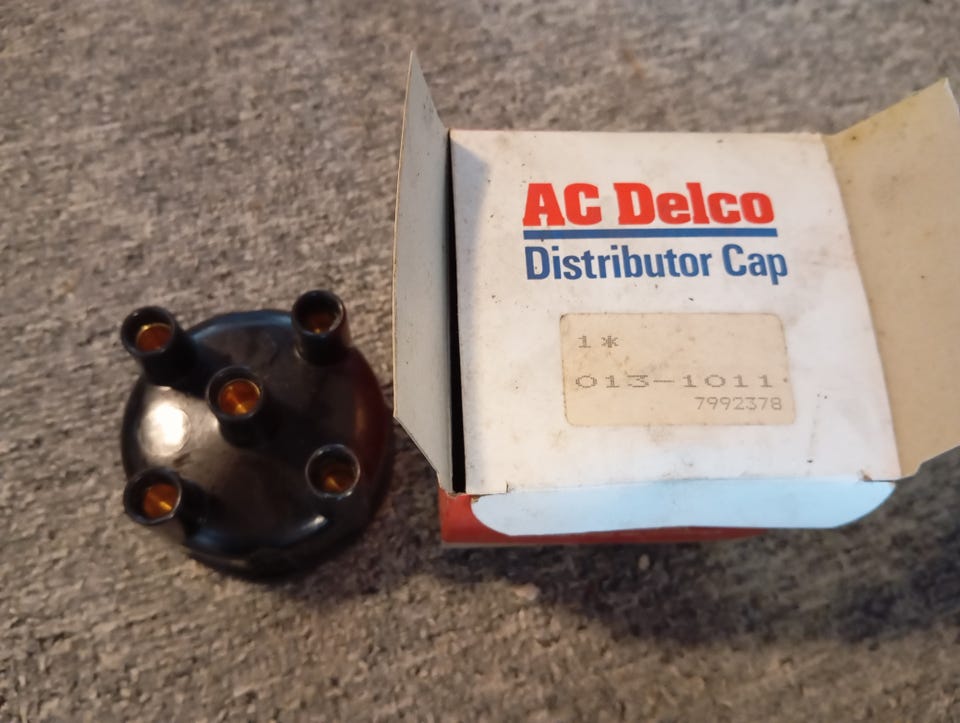 AC Delco
Distributor Cap
1*
013-1011
7992378